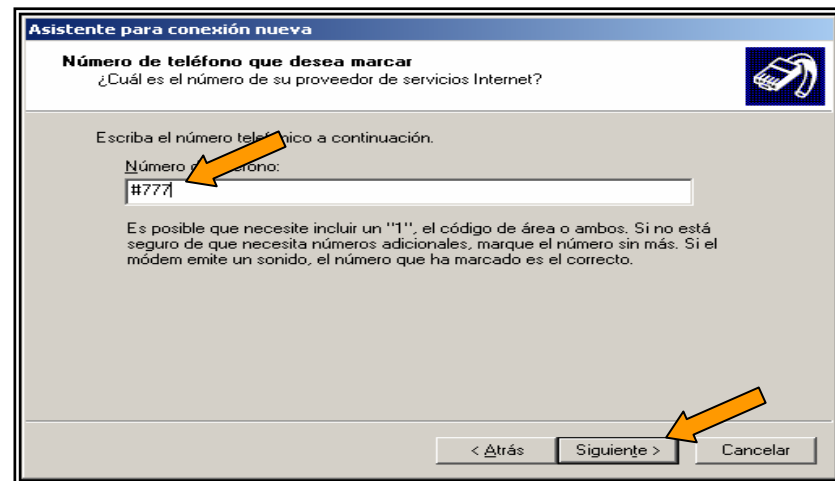 Asistente para conexión nueva
Número de teléfono que desea marcar
¿Cuál es el número de su proveedor de servicios Internet?
Escriba el número telefónico a continuación.
Número de teléfono:
#777
Es posible que necesite incluir un "1", el código de área o ambos. Si no está
seguro de que necesita números adicionales, marque el número sin más. Si el
módem emite un sonido, el número que ha marcado es el correcto.
< Atrás
Siguiente >
Cancelar